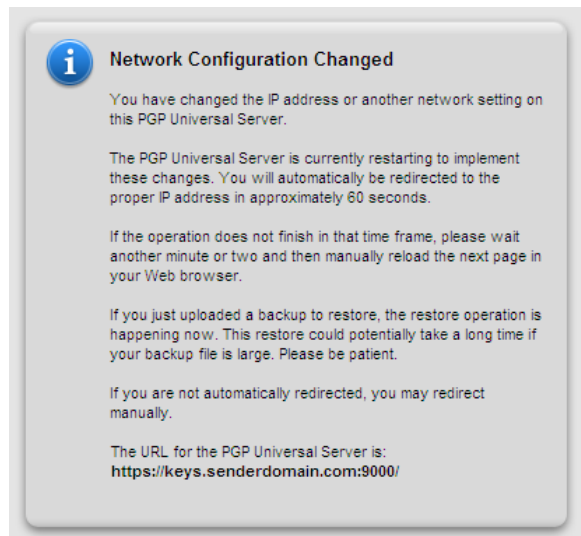 Network Configuration Changed
You have changed the IP address or another network setting on
this PGP Universal Server.
The PGP Universal Server is currently restarting to implement
these changes. You will automatically be redirected to the
proper IP address in approximately 60 seconds.
If the operation does not finish in that time frame, please wait
another minute or two and then manually reload the next page in
your Web browser.
If you just uploaded a backup to restore, the restore operation is
happening now. This restore could potentially take a long time if
your backup file is large. Please be patient.
If you are not automatically redirected, you may redirect
manually.
The URL for the PGP Universal Server is:
https://keys.senderdomain.com:9000/